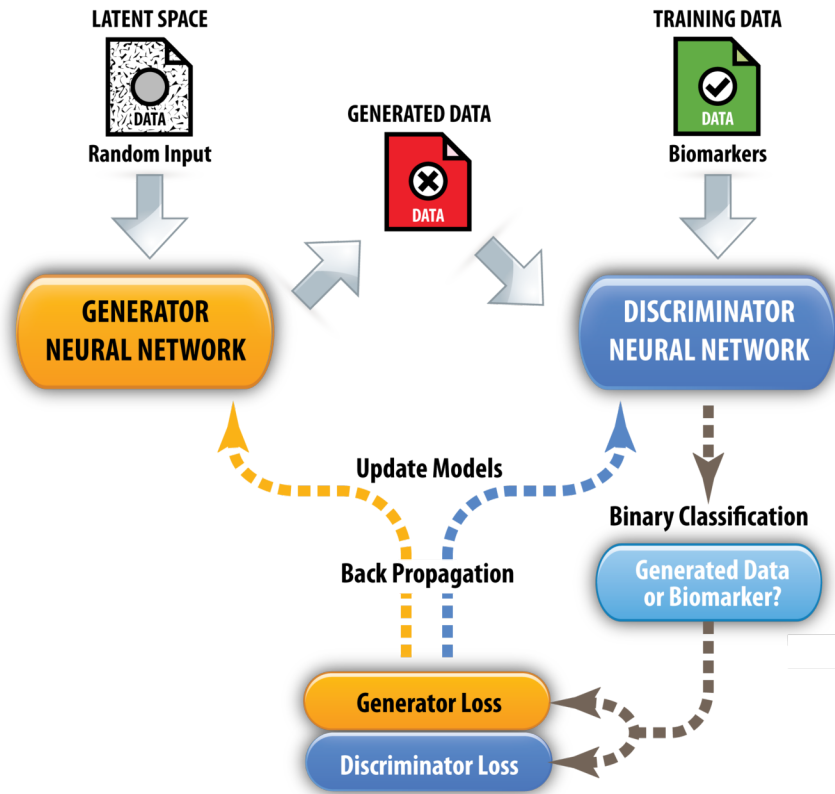 LATENT SPACE
DATA
Random Input
GENERATED DATA
DATA
TRAINING DATA
DATA
Biomarkers
GENERATOR
NEURAL NETWORK
DISCRIMINATOR
NEURAL NETWORK
Update Models
Back Propagation
Binary Classification
Generated Data
or Biomarker?
Generator Loss
Discriminator Loss